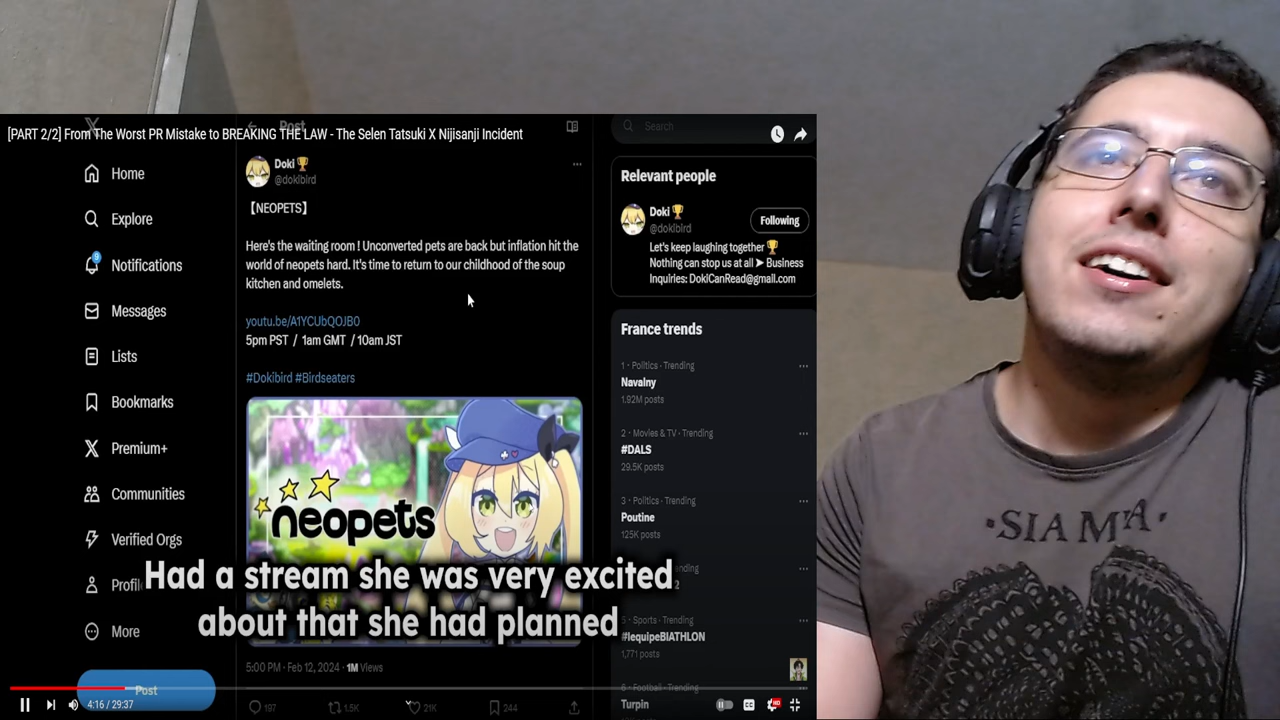 [PART 2/2] From The Worst PR Mistake to BREAKING THE LAW - The Selen Tatsuki X Nijisanji Incident
Post
Search
Home
Explore
9
Notifications
Messages
Lists
Bookmarks
Premium+
Communities
Verified Orgs
Profil
More
Post
Doki🏆
@dokibird
【NEOPETS】
Here's the waiting room ! Unconverted pets are back but inflation hit the
world of neopets hard. It's time to return to our childhood of the soup
kitchen and omelets.
youtu.be/A1YCUbQOJB0
5pm PST / 1am GMT / 10am JST
#Dokibird #Birdseaters
neopets
Had a stream she was very excited
about that she had planned
5:00 PM · Feb 12, 2024 · 1M Views
197
1.5K
21K
244
Relevant people
Doki🏆
@dokibird
Following
Let's keep laughing together 🏆
Nothing can stop us at all ➤ Business
Inquiries: DokiCanRead@gmail.com
France trends
1 · Politics · Trending
Navalny
1.92M posts
2 · Movies & TV · Trending
#DALS
29.5K posts
3 · Politics · Trending
Poutine
125K posts
2
5 · Sports · Trending
#lequipeBIATHLON
1,771 posts
6 · Football · Trending
Turpin
4:16 / 29:37
CC
HD
·SIAM'A·